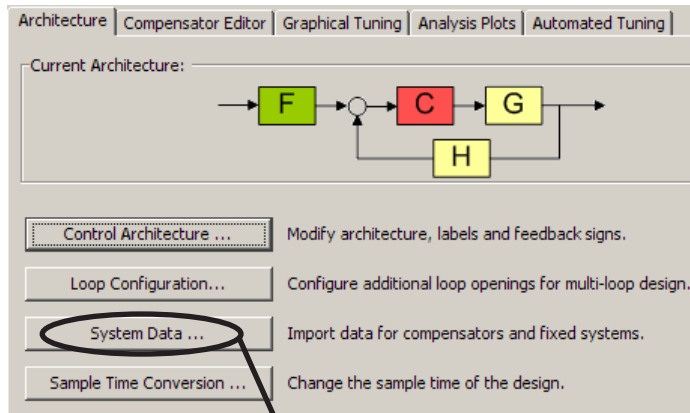 Architecture Compensator Editor Graphical Tuning Analysis Plots Automated Tuning
Current Architecture:
F C G
H
Control Architecture ... Modify architecture, labels and feedback signs.
Loop Configuration... Configure additional loop openings for multi-loop design.
System Data ... Import data for compensators and fixed systems.
Sample Time Conversion ... Change the sample time of the design.